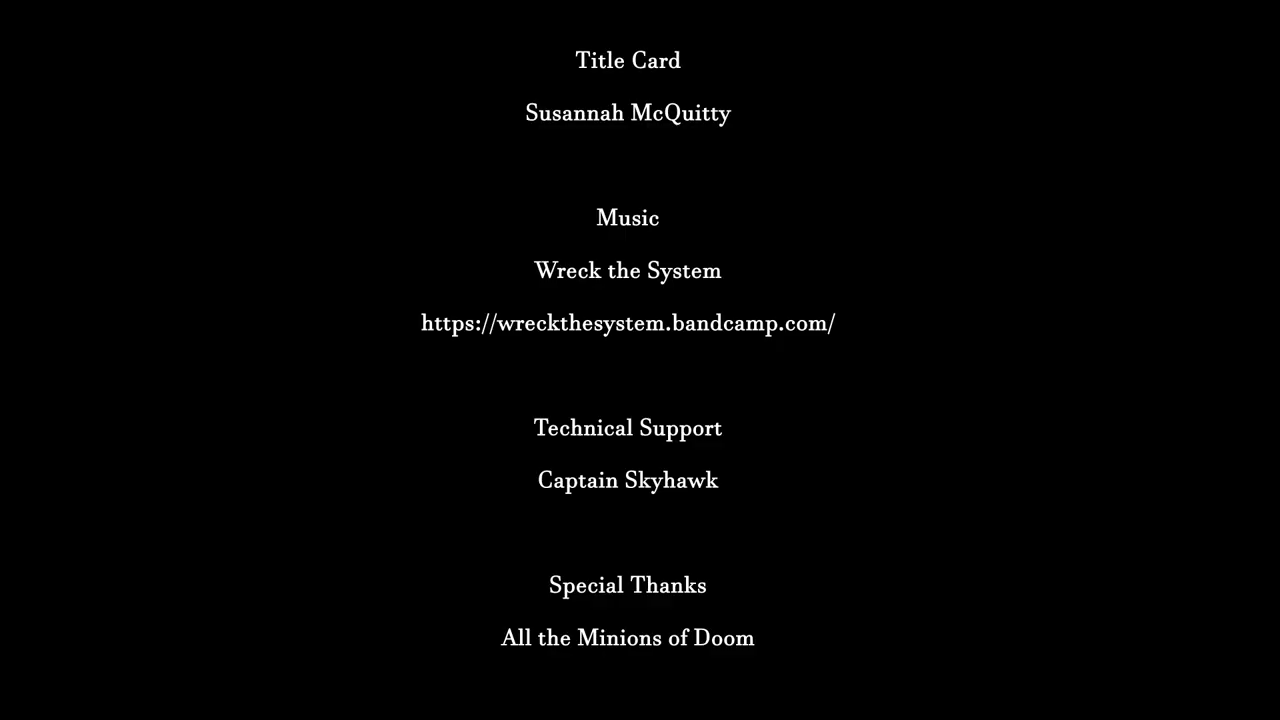 Title Card
Susannah McQuitty
Music
Wreck the System
https://wreckthesystem.bandcamp.com/
Technical Support
Captain Skyhawk
Special Thanks
All the Minions of Doom